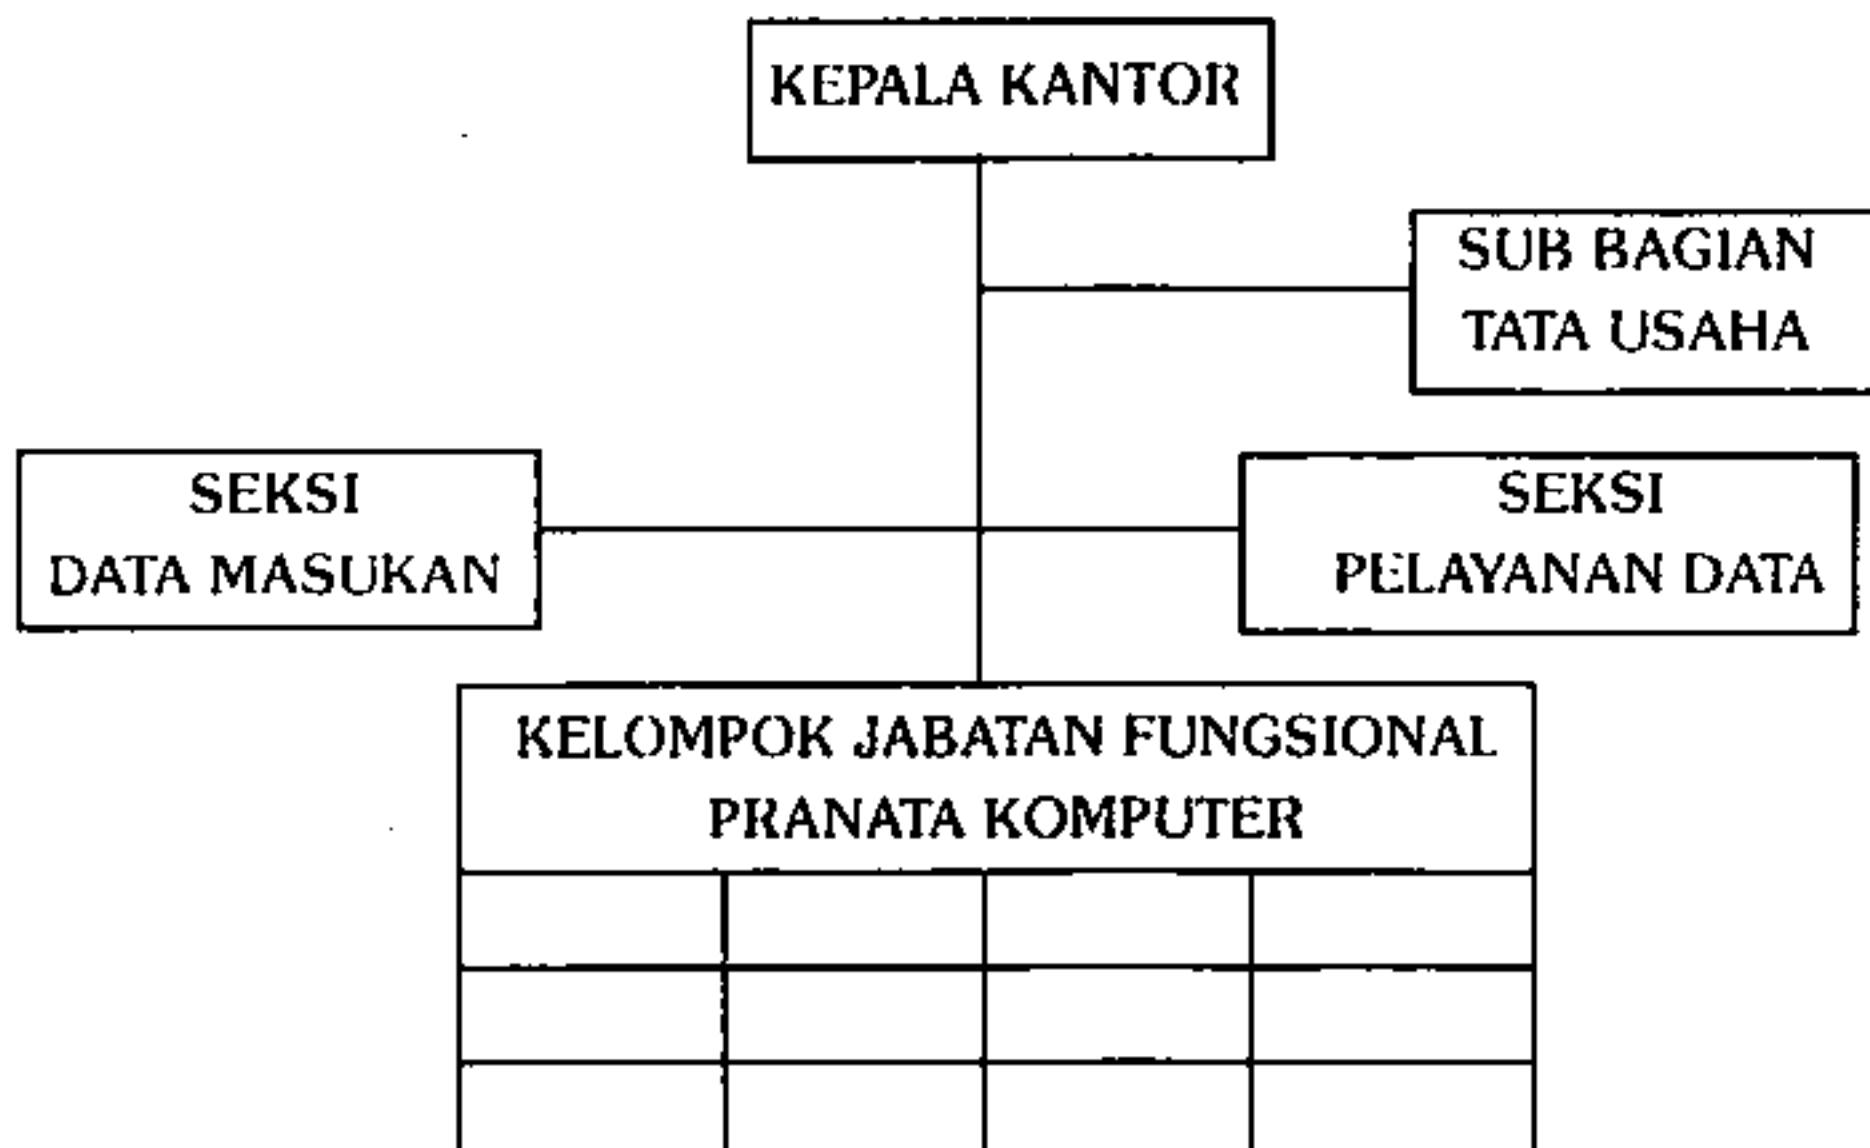 KEPALA KANTOR
SUB BAGIAN
TATA USAHA
SEKSI
DATA MASUKAN
SEKSI
PELAYANAN DATA
KELOMPOK JABATAN FUNGSIONAL
PRANATA KOMPUTER